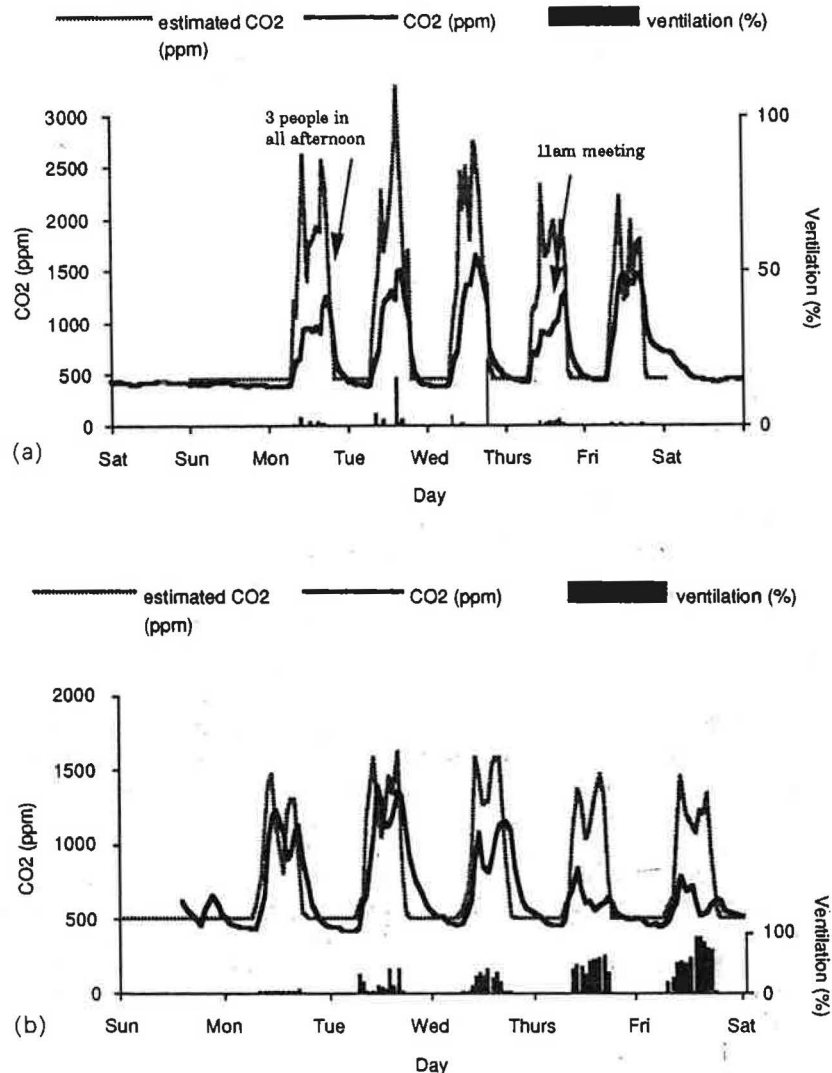 estimated CO2 (ppm)
CO2 (ppm)
ventilation (%)
3 people in all afternoon
11am meeting
3000
2500
2000
1500
1000
500
0
CO2 (ppm)
100
50
0
Ventilation (%)
(a)
Sat Sun Mon Tue Wed Thurs Fri Sat
Day
estimated CO2 (ppm)
CO2 (ppm)
ventilation (%)
2000
1500
1000
500
0
CO2 (ppm)
100
0
Ventilation (%)
(b)
Sun Mon Tue Wed Thurs Fri Sat
Day